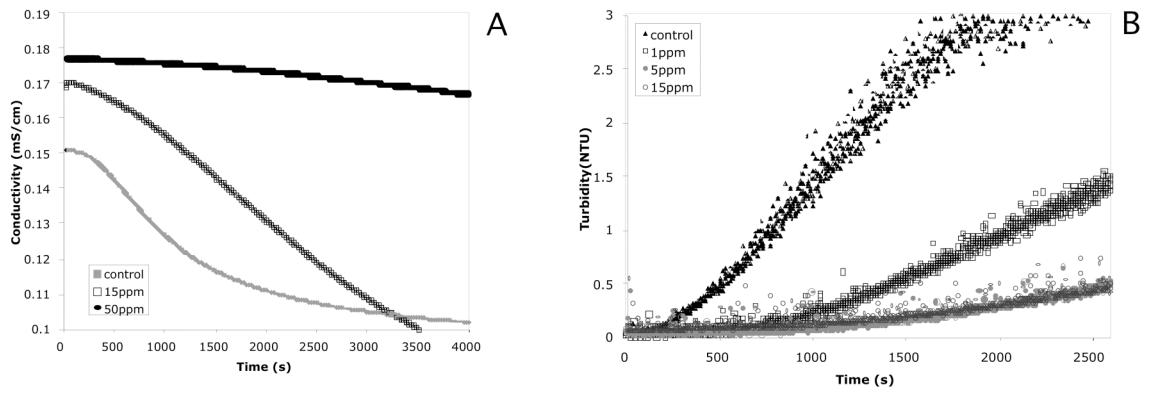 A
0.19
0.18
0.17
0.16
0.15
0.14
0.13
0.12
0.11
0.1
Conductivity (mS/cm)
control
15ppm
50ppm
0 500 1000 1500 2000 2500 3000 3500 4000
Time (s)
B
3
2.5
2
1.5
1
0.5
0
Turbidity(NTU)
control
1ppm
5ppm
15ppm
0 500 1000 1500 2000 2500
Time (s)